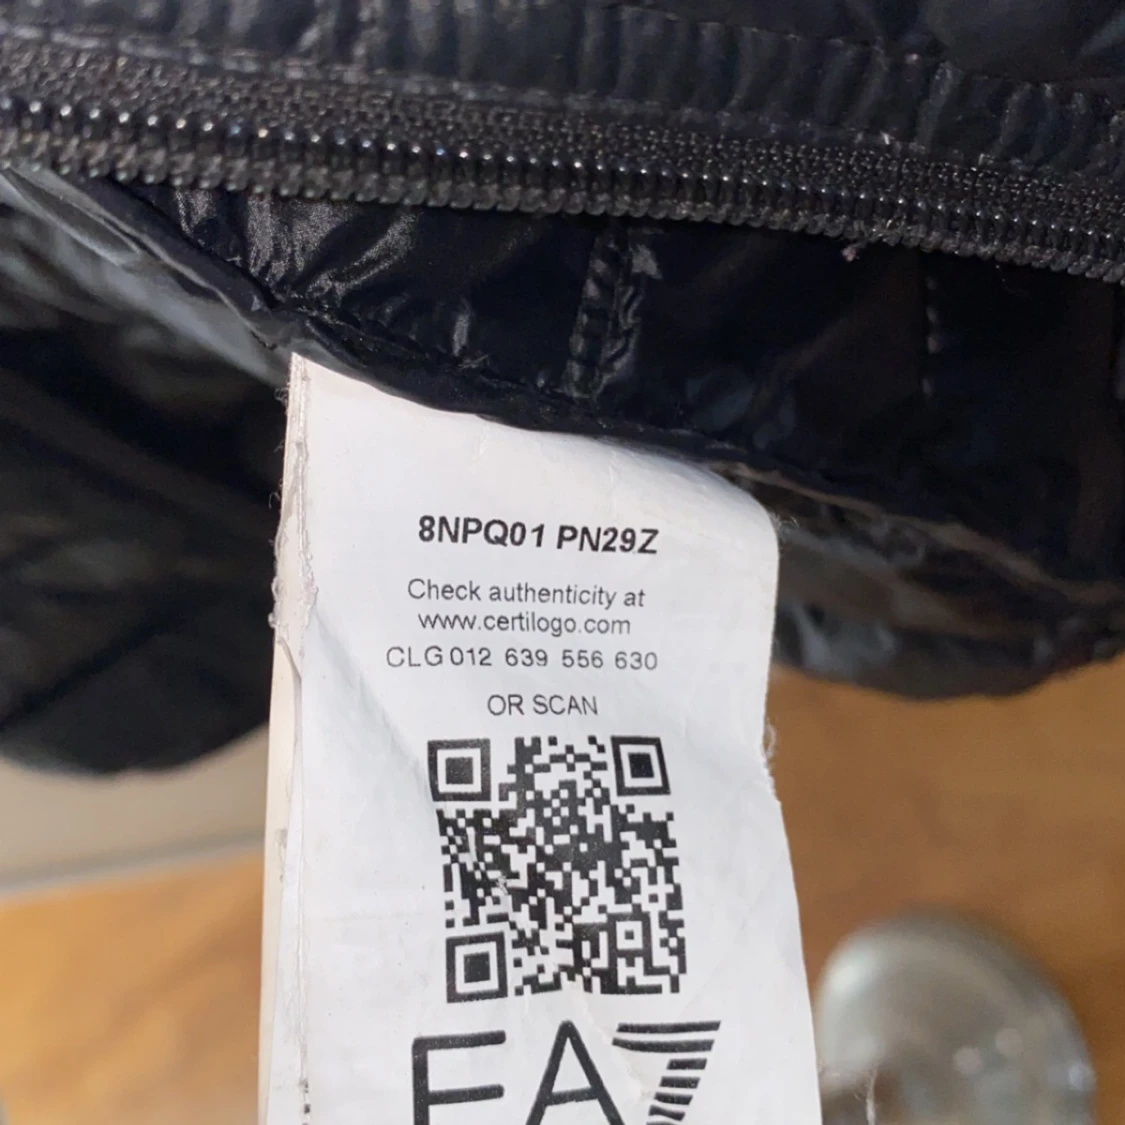 8NPQ01 PN29Z
Check authenticity at
www.certilogo.com
CLG 012 639 556 630
OR SCAN
EA7